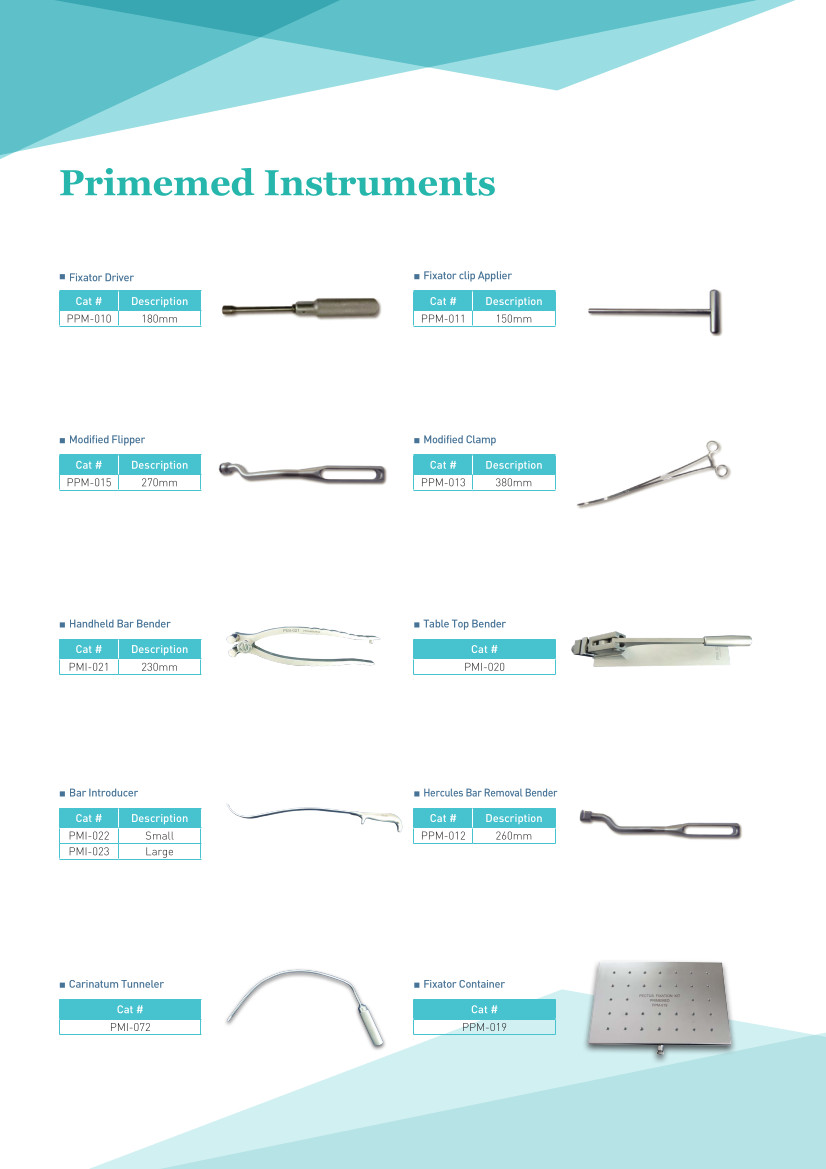 Primemed Instruments
■ Fixator Driver
Cat # Description
PPM-010 180mm
■ Fixator clip Applier
Cat # Description
PPM-011 150mm
■ Modified Flipper
Cat # Description
PPM-015 270mm
■ Modified Clamp
Cat # Description
PPM-013 380mm
■ Handheld Bar Bender
Cat # Description
PMI-021 230mm
■ Table Top Bender
Cat #
PMI-020
■ Bar Introducer
Cat # Description
PMI-022 Small
PMI-023 Large
■ Hercules Bar Removal Bender
Cat # Description
PPM-012 260mm
■ Carinatum Tunneler
Cat #
PMI-072
■ Fixator Container
Cat #
PPM-019